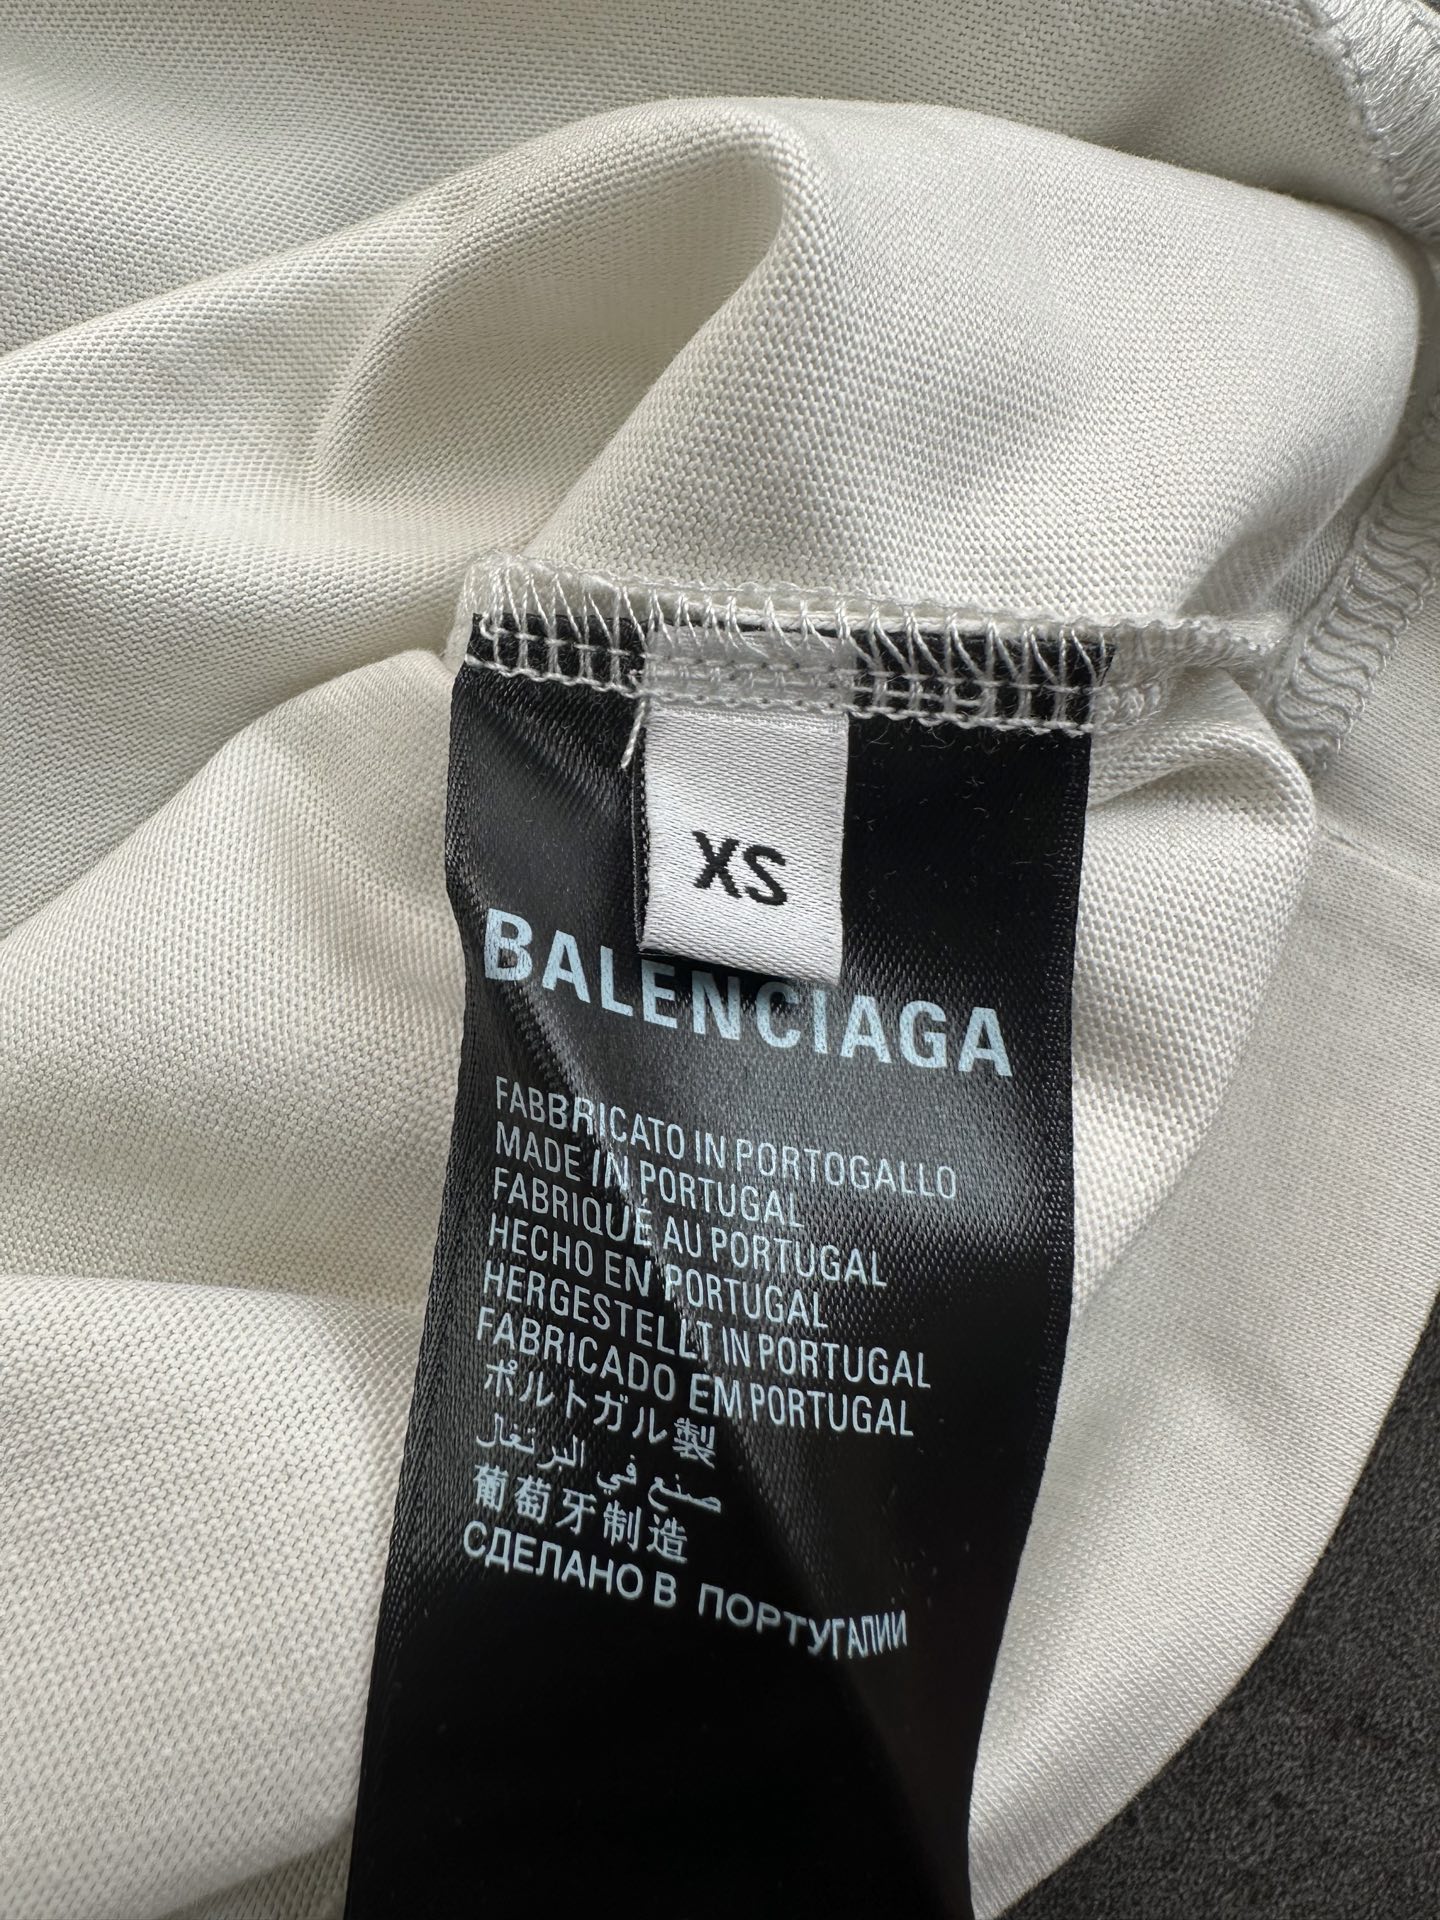 XS
BALENCIAGA
FABBRICATO IN PORTOGALLO
MADE IN PORTUGAL
FABRIQUÉ AU PORTUGAL
HECHO EN PORTUGAL
HERGESTELLT IN PORTUGAL
FABRICADO EM PORTUGAL
ポルトガル製
صنع في البرتغال
葡萄牙制造
СДЕЛАНО В ПОРТУГАЛИИ